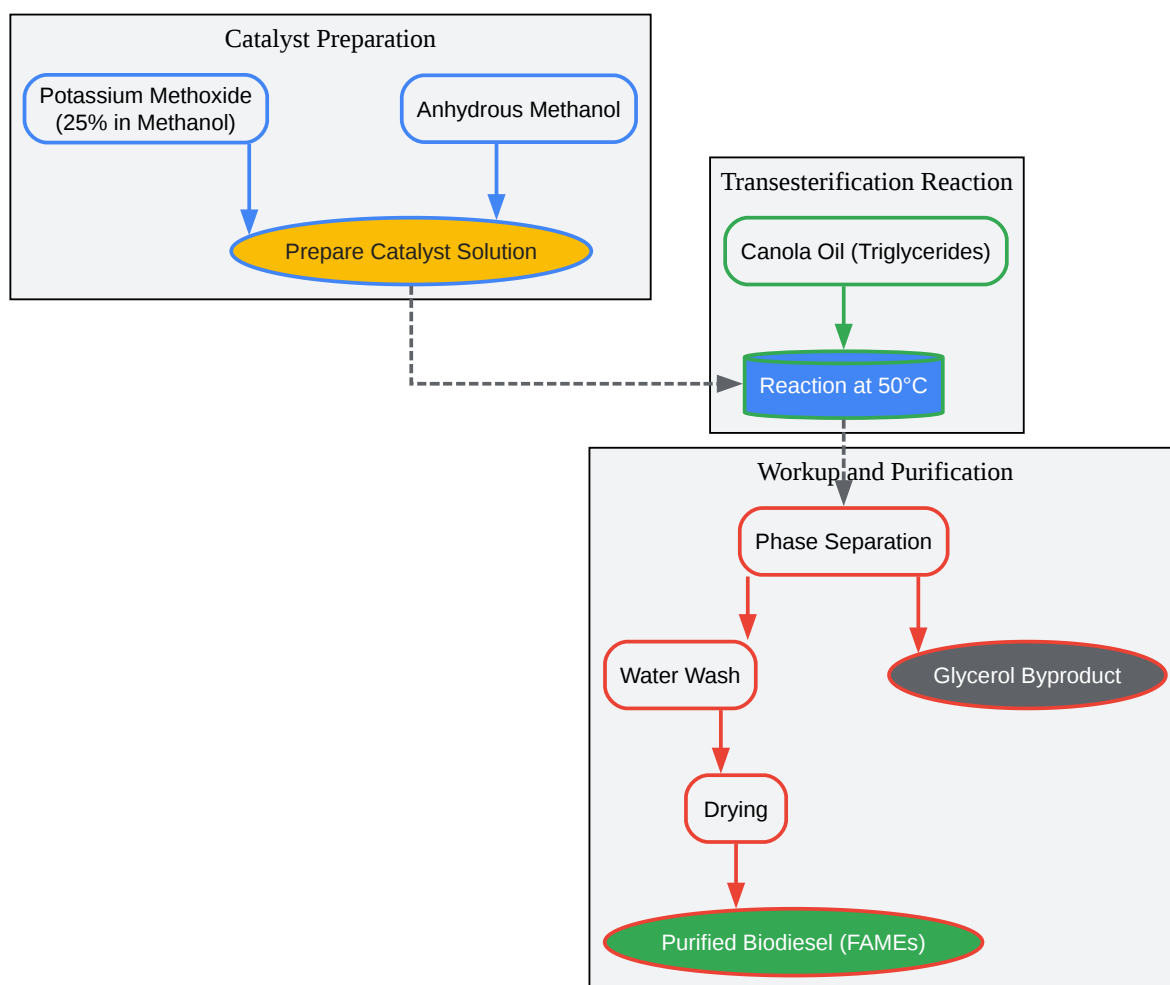 Catalyst Preparation
Potassium Methoxide
(25% in Methanol)
Anhydrous Methanol
Prepare Catalyst Solution
Transesterification Reaction
Canola Oil (Triglycerides)
Reaction at 50°C
Workup and Purification
Phase Separation
Water Wash
Glycerol Byproduct
Drying
Purified Biodiesel (FAMEs)